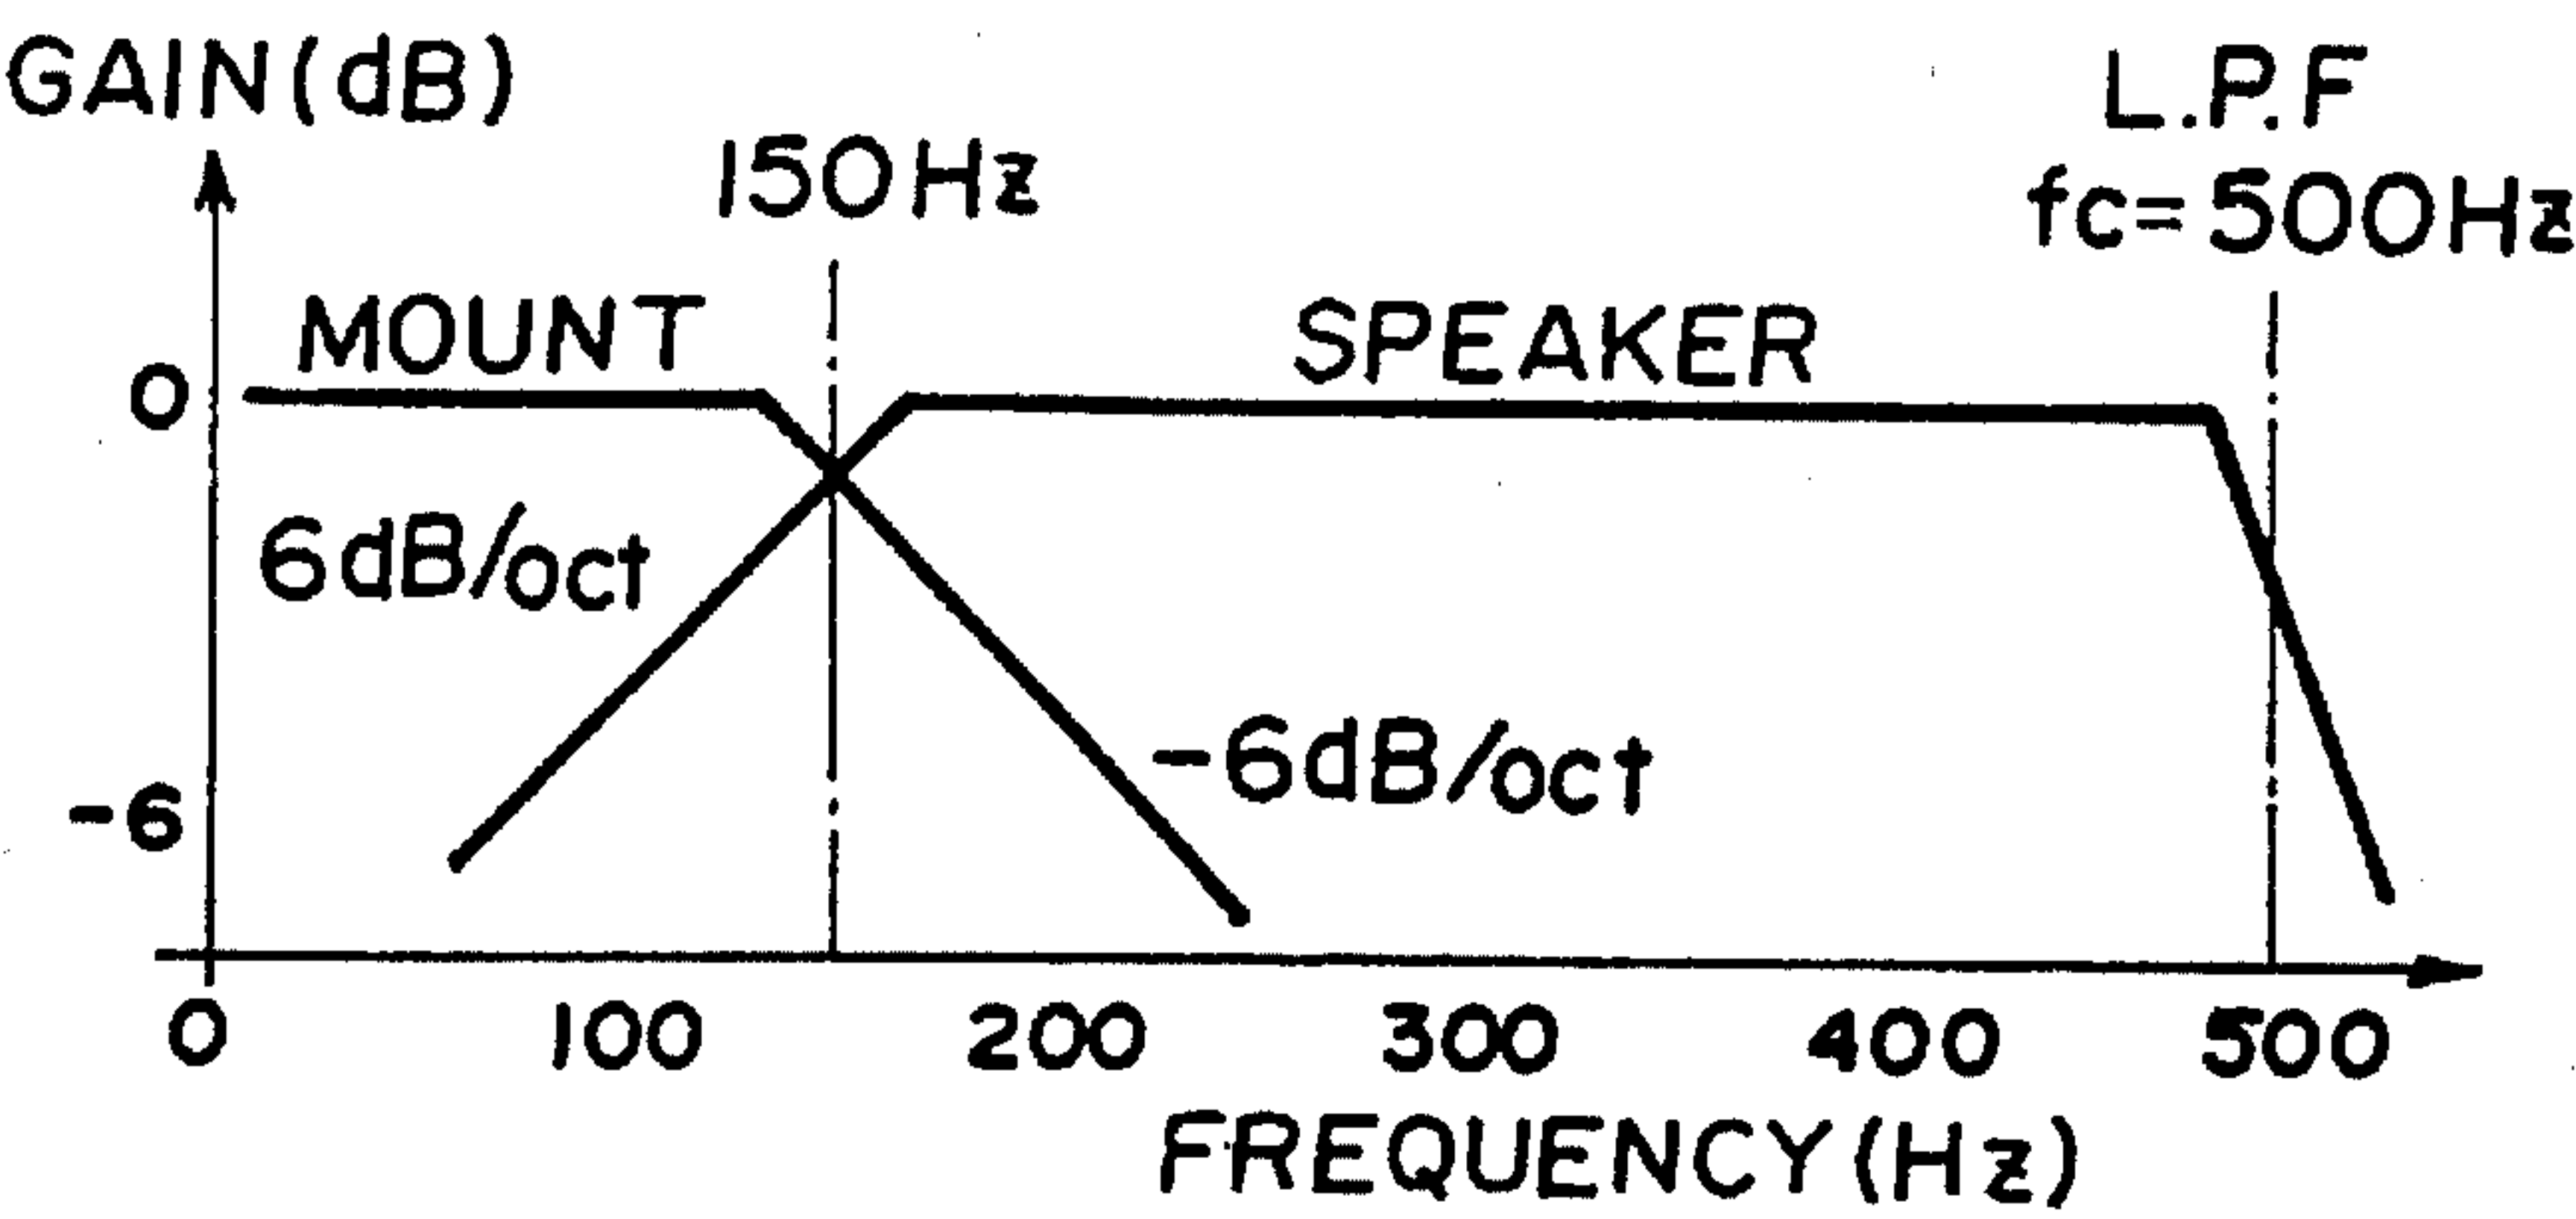 GAIN(dB)
L.P.F
150Hz
fc=500Hz
MOUNT
SPEAKER
0
6dB/oct
-6dB/oct
-6
0 100 200 300 400 500
FREQUENCY(Hz)